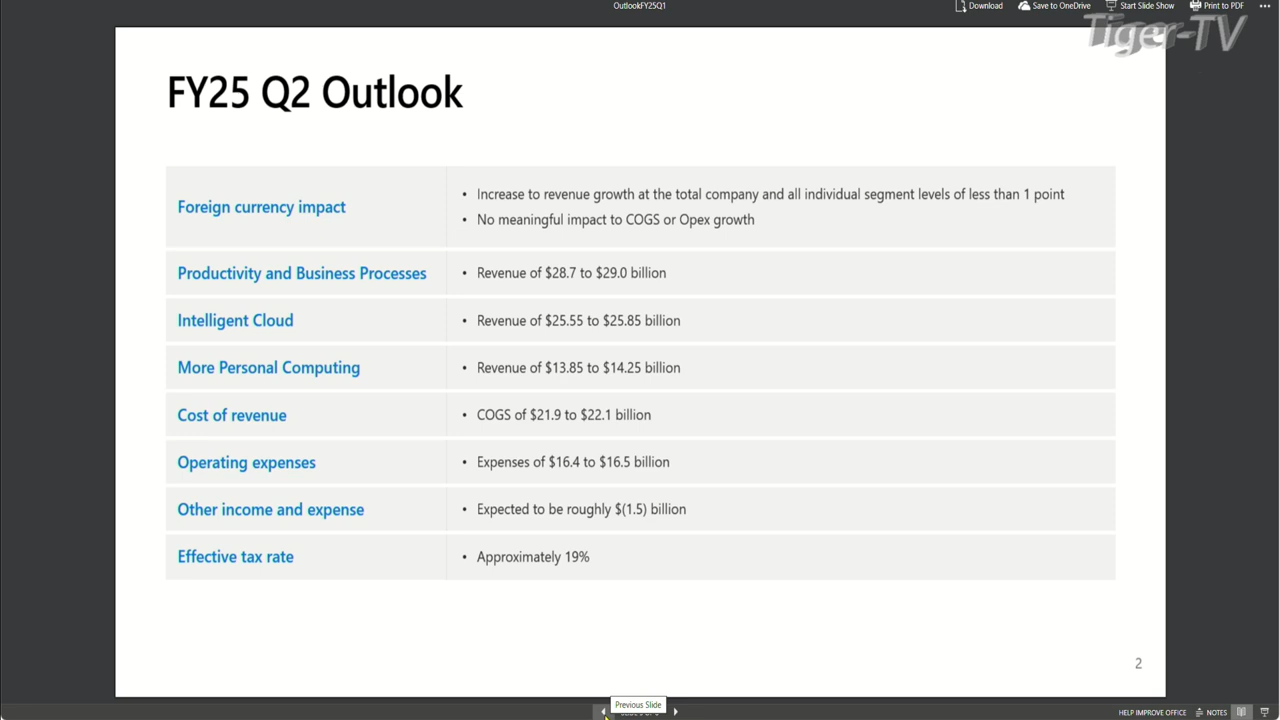 OutlookFY25Q1
Download
Save to OneDrive
Start Slide Show
Print to PDF
Tiger-TV
FY25 Q2 Outlook
Foreign currency impact
• Increase to revenue growth at the total company and all individual segment levels of less than 1 point
• No meaningful impact to COGS or Opex growth
Productivity and Business Processes
• Revenue of $28.7 to $29.0 billion
Intelligent Cloud
• Revenue of $25.55 to $25.85 billion
More Personal Computing
• Revenue of $13.85 to $14.25 billion
Cost of revenue
• COGS of $21.9 to $22.1 billion
Operating expenses
• Expenses of $16.4 to $16.5 billion
Other income and expense
• Expected to be roughly $(1.5) billion
Effective tax rate
• Approximately 19%
2
Previous Slide
HELP IMPROVE OFFICE
NOTES